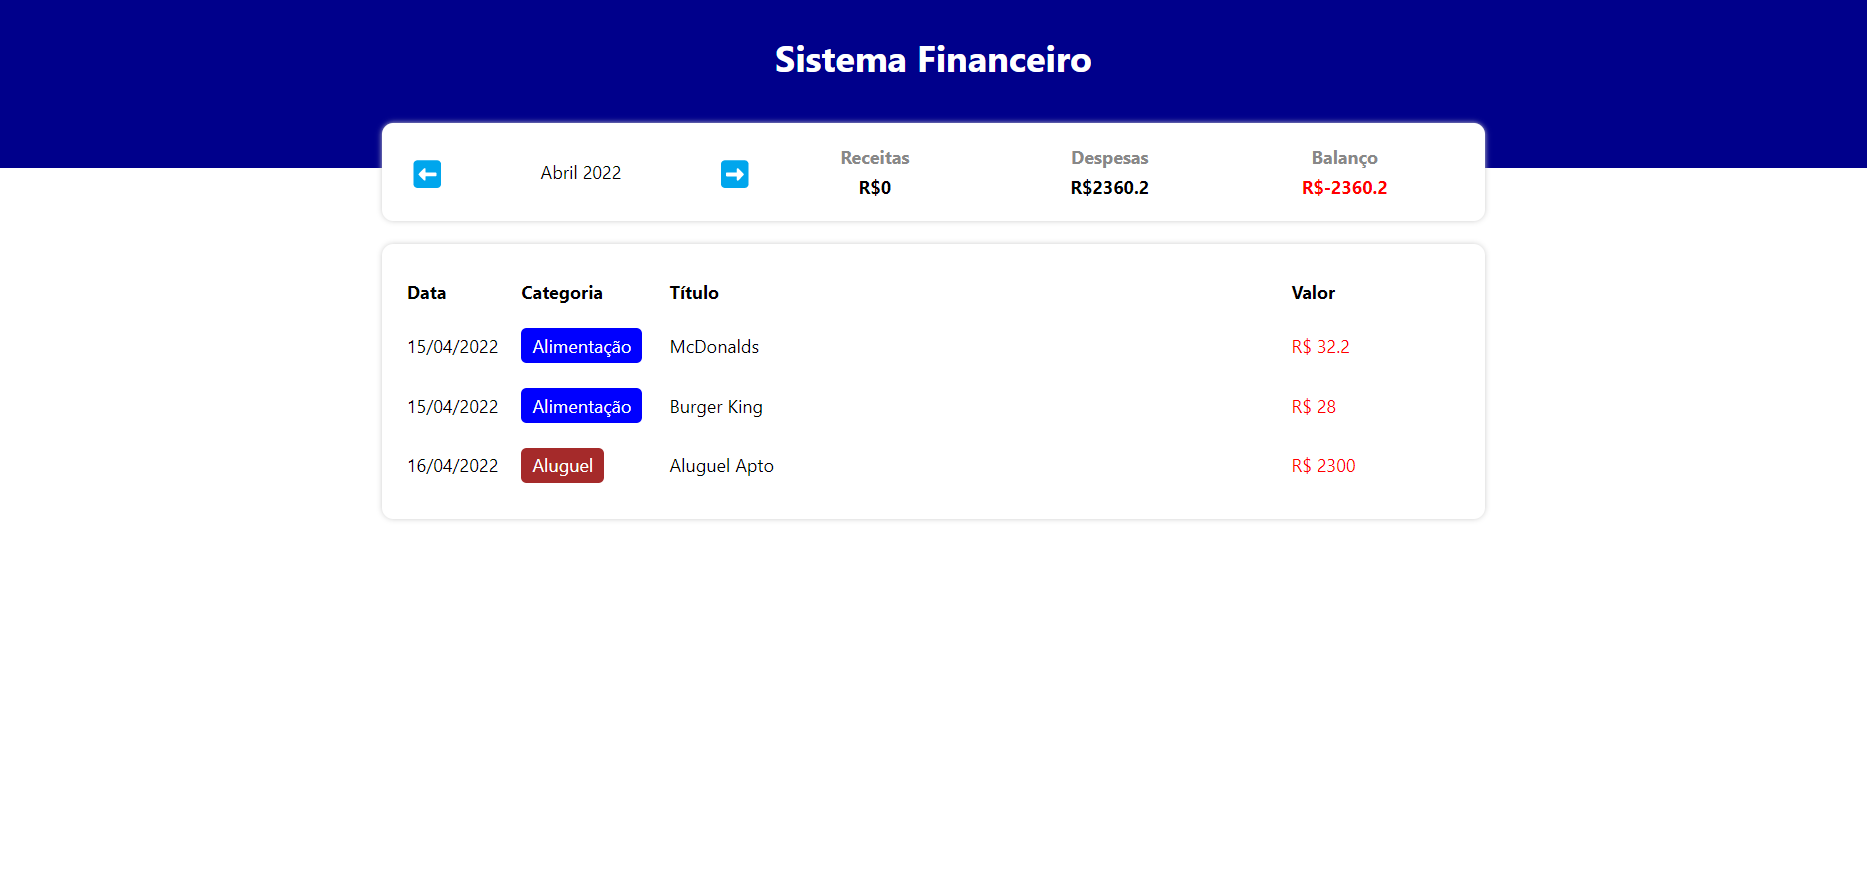 Sistema Financeiro
Abril 2022
Receitas Despesas Balanço
R$0 R$2360.2 R$-2360.2
Data Categoria Título Valor
15/04/2022 Alimentação McDonalds R$ 32.2
15/04/2022 Alimentação Burger King R$ 28
16/04/2022 Aluguel Aluguel Apto R$ 2300